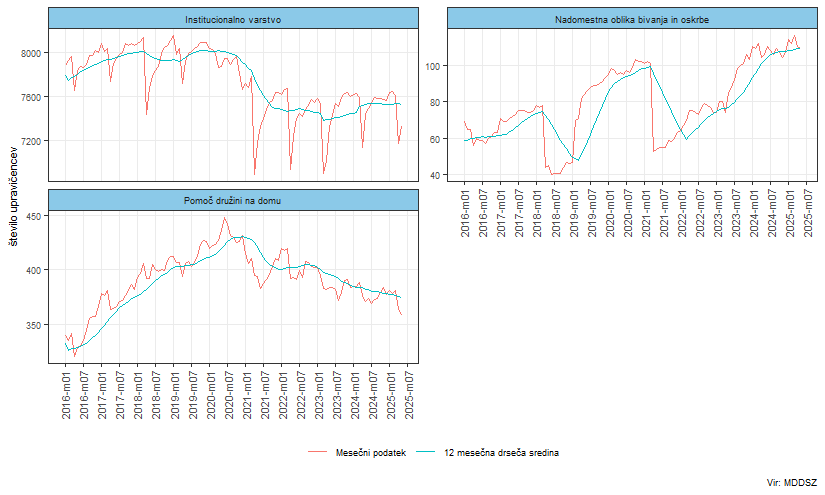 Institucionalno varstvo
Nadomestna oblika bivanja in oskrbe
8000
7600
7200
100
80
60
40
2016-m01
2016-m07
2017-m01
2017-m07
2018-m01
2018-m07
2019-m01
2019-m07
2020-m01
2020-m07
2021-m01
2021-m07
2022-m01
2022-m07
2023-m01
2023-m07
2024-m01
2024-m07
2025-m01
2025-m07
število upravičencev
Pomoč družini na domu
450
400
350
2016-m01
2016-m07
2017-m01
2017-m07
2018-m01
2018-m07
2019-m01
2019-m07
2020-m01
2020-m07
2021-m01
2021-m07
2022-m01
2022-m07
2023-m01
2023-m07
2024-m01
2024-m07
2025-m01
2025-m07
Mesečni podatek
12 mesečna drseča sredina
Vir: MDDSZ